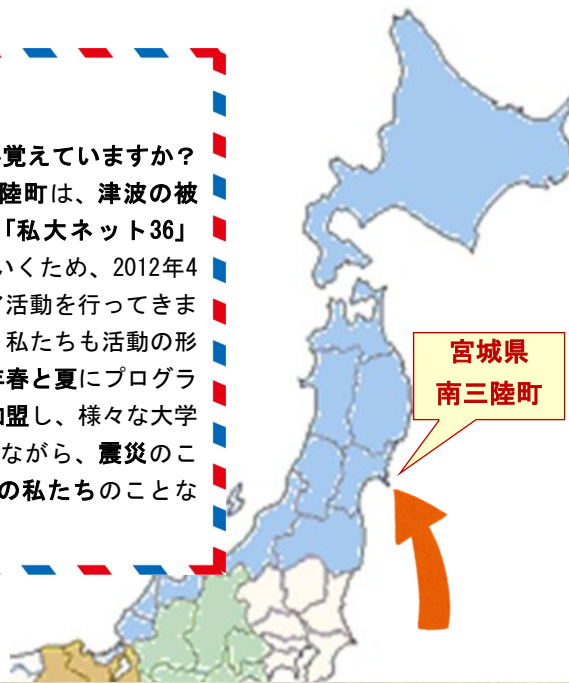 覚えていますか？
陸町は、津波の被
「私大ネット36」
いくため、2012年4
活動を行ってきま
私たちも活動の形
春と夏にプログラ
加盟し、様々な大学
ながら、震災のこ
の私たちのことな
宮城県
南三陸町